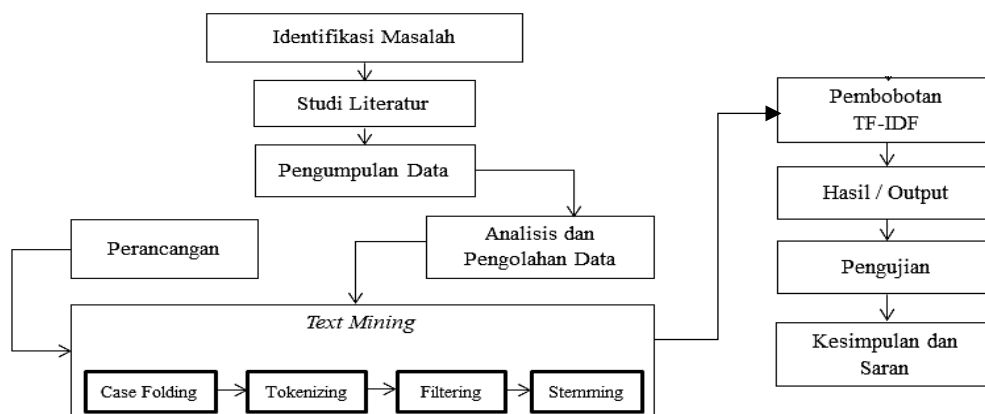 Identifikasi Masalah
Studi Literatur
Pengumpulan Data
Perancangan
Analisis dan
Pengolahan Data
Text Mining
Case Folding
Tokenizing
Filtering
Stemming
Pembobotan
TF-IDF
Hasil / Output
Pengujian
Kesimpulan dan
Saran